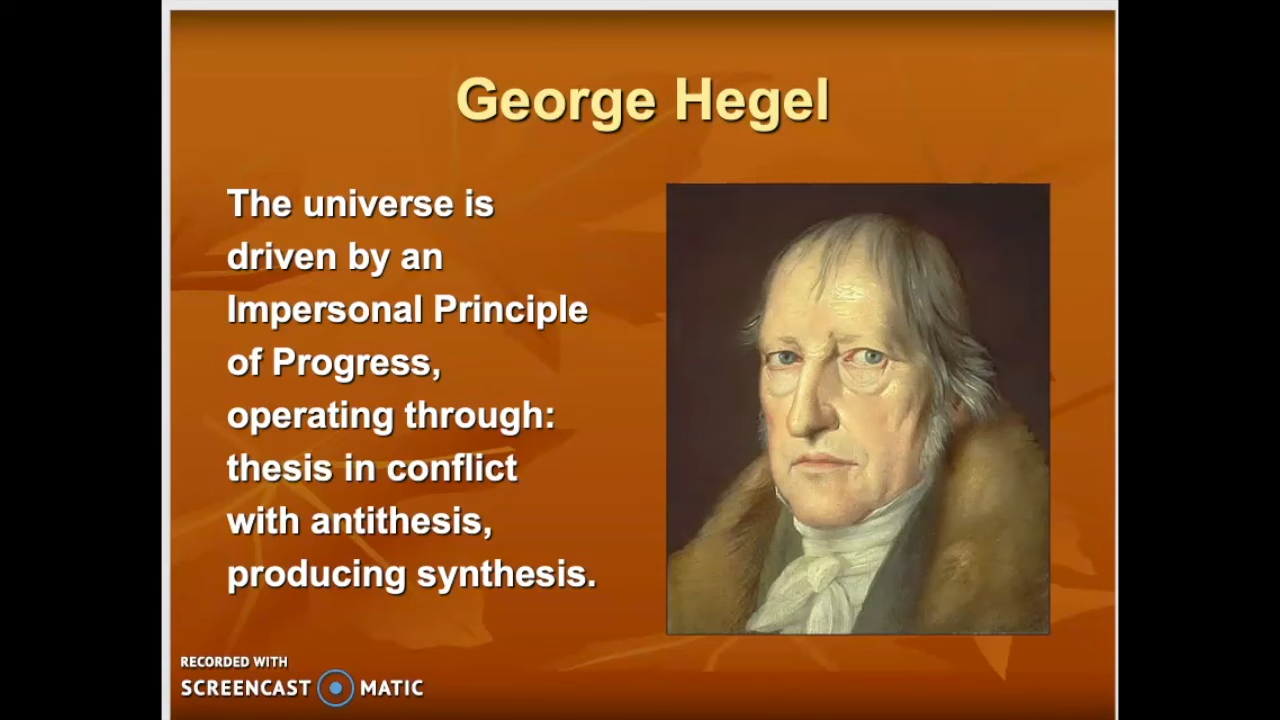 George Hegel
The universe is
driven by an
Impersonal Principle
of Progress,
operating through:
thesis in conflict
with antithesis,
producing synthesis.
RECORDED WITH
SCREENCAST MATIC